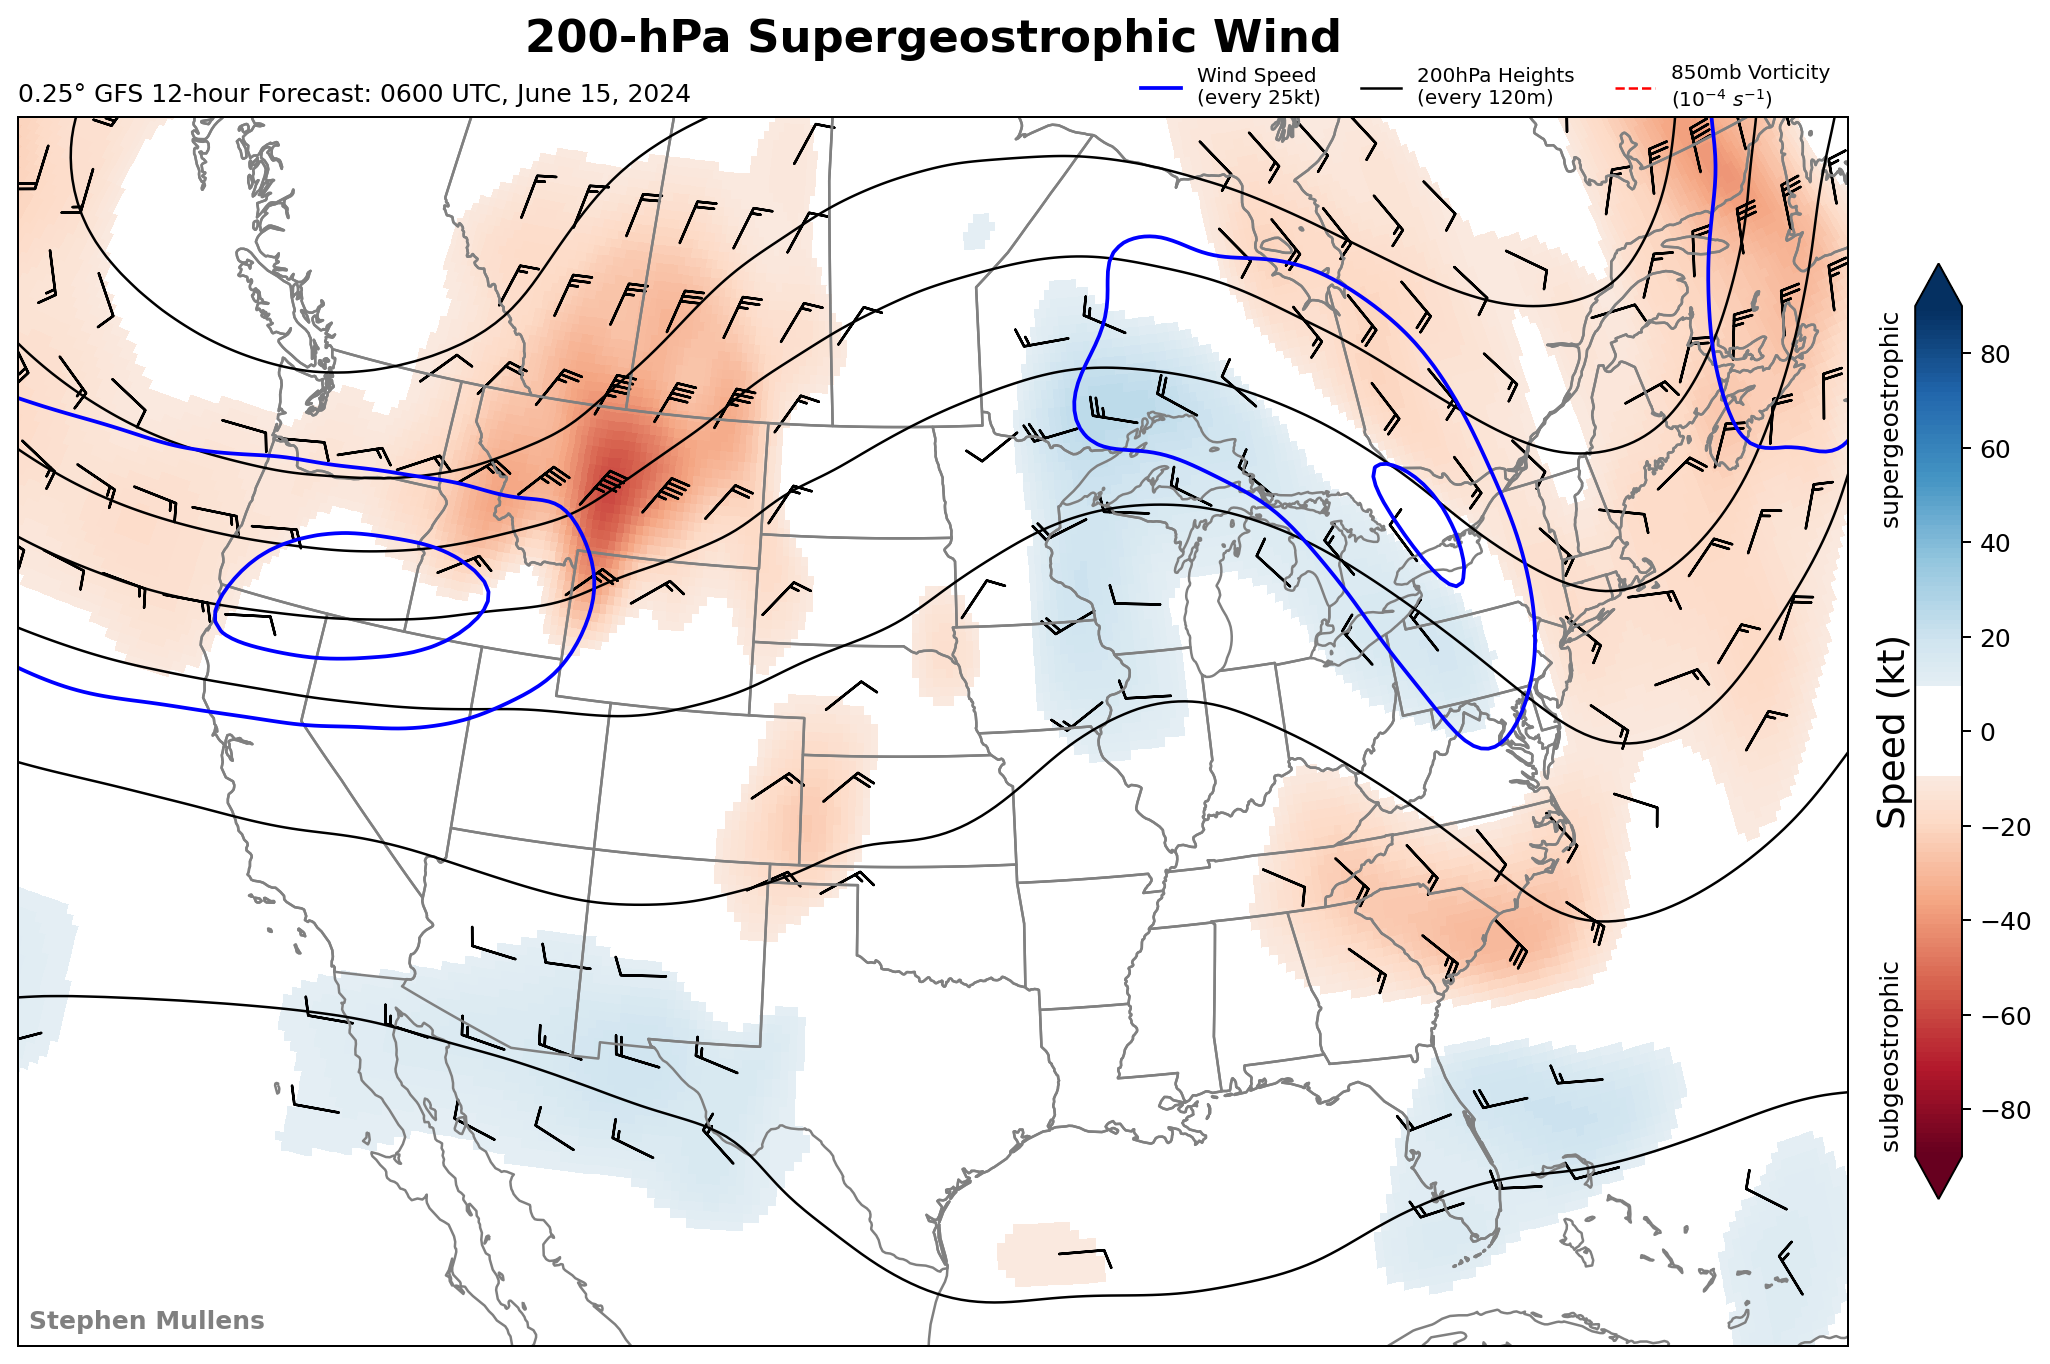 200-hPa Supergeostrophic Wind
0.25° GFS 12-hour Forecast: 0600 UTC, June 15, 2024
Wind Speed
(every 25kt)
200hPa Heights
(every 120m)
850mb Vorticity
(10⁻⁴ s⁻¹)
supergeostrophic
Speed (kt)
subgeostrophic
80
60
40
20
0
−20
−40
−60
−80
Stephen Mullens